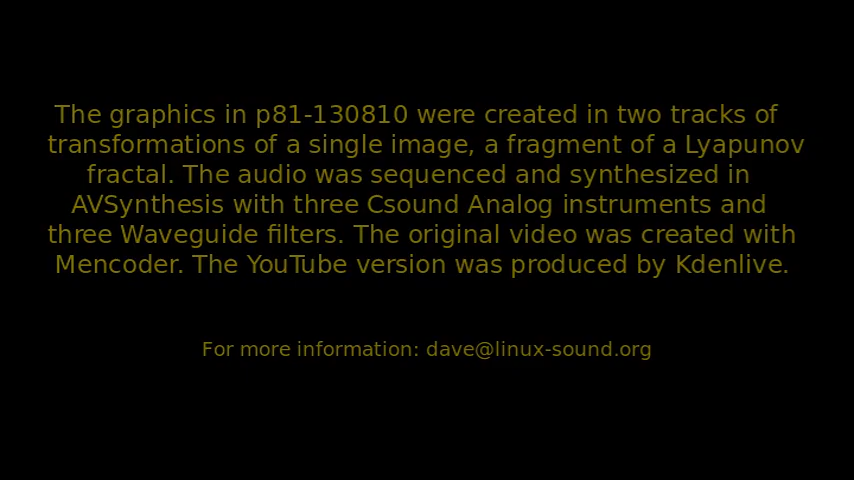 The graphics in p81-130810 were created in two tracks of
transformations of a single image, a fragment of a Lyapunov
fractal. The audio was sequenced and synthesized in
AVSynthesis with three Csound Analog instruments and
three Waveguide filters. The original video was created with
Mencoder. The YouTube version was produced by Kdenlive.
For more information: dave@linux-sound.org